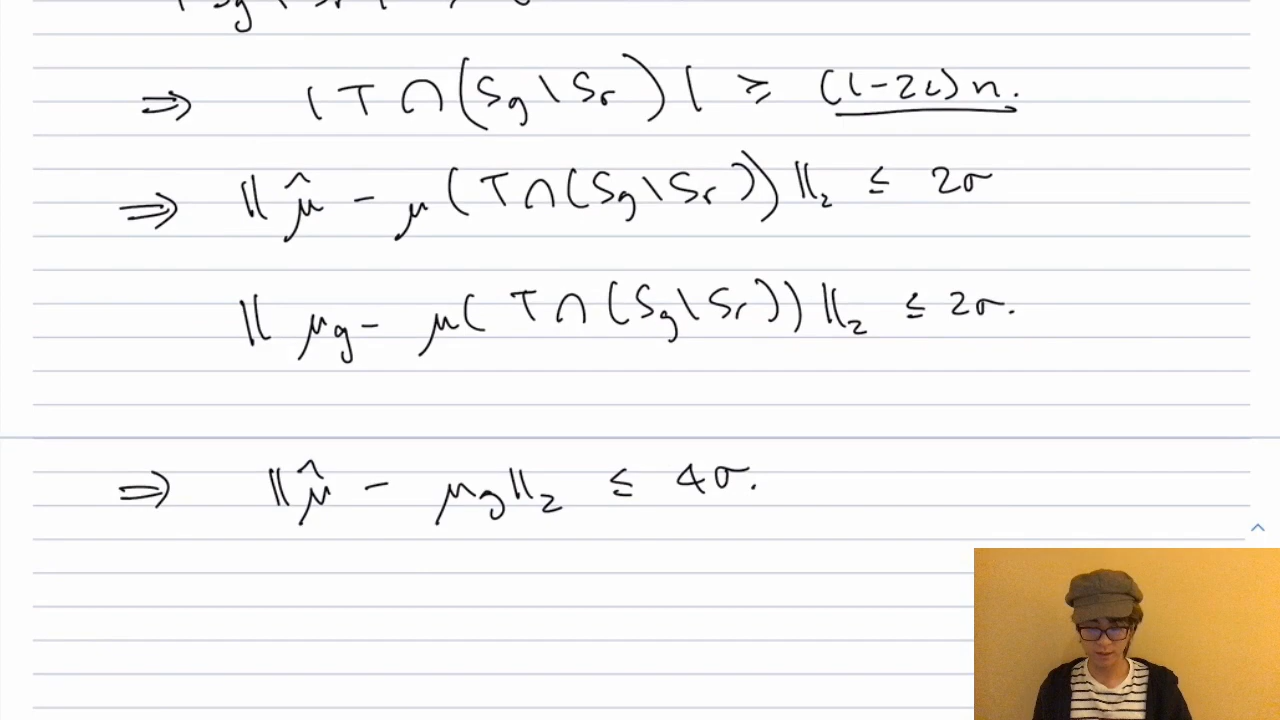 ⇒ |T ∩ (S_g \ S_r)| ≥ (1-2ε)n.
⇒ ‖μ̂ - μ(T ∩ (S_g \ S_r))‖₂ ≤ 2σ
‖μ_g - μ(T ∩ (S_g \ S_r))‖₂ ≤ 2σ.
⇒ ‖μ̂ - μ_g‖₂ ≤ 4σ.